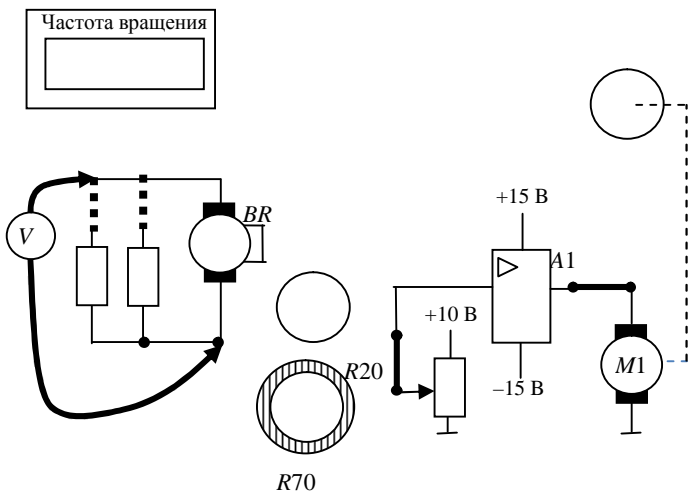 Частота вращения
+15 В
V
BR
A1
+10 В
R20
M1
–15 В
R70